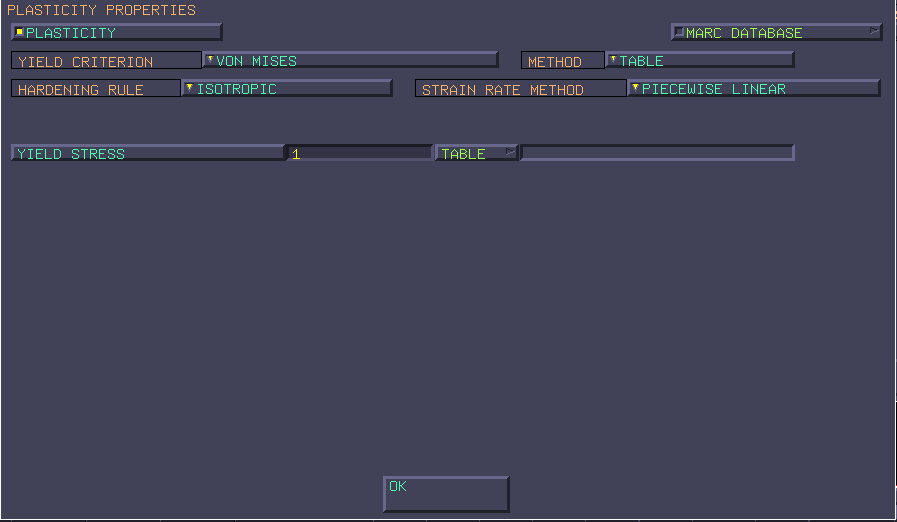 PLASTICITY PROPERTIES
PLASTICITY MARC DATABASE
YIELD CRITERION VON MISES METHOD TABLE
HARDENING RULE ISOTROPIC STRAIN RATE METHOD PIECEWISE LINEAR
YIELD STRESS 1 TABLE
OK